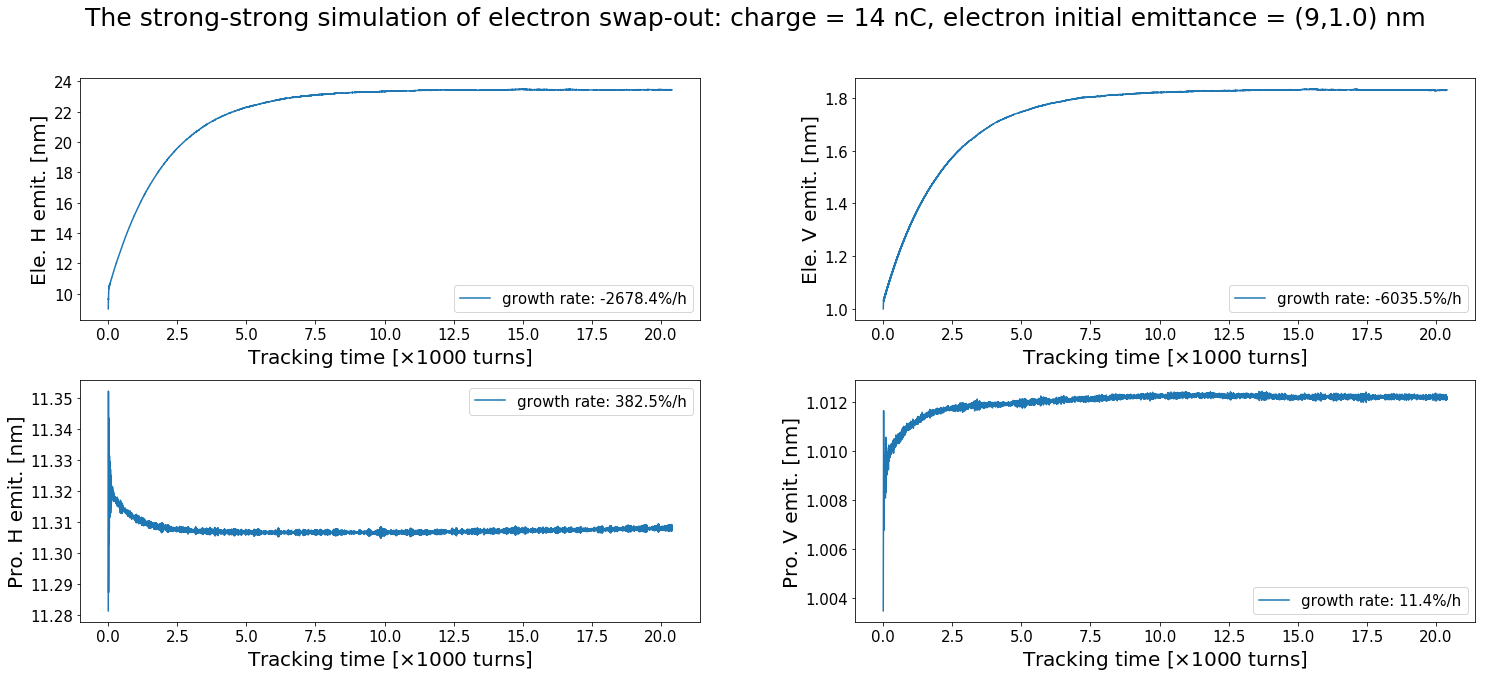 The strong-strong simulation of electron swap-out: charge = 14 nC, electron initial emittance = (9,1.0) nm
Ele. H emit. [nm]
24
22
20
18
16
14
12
10
growth rate: -2678.4%/h
0.0 2.5 5.0 7.5 10.0 12.5 15.0 17.5 20.0
Tracking time [×1000 turns]
Ele. V emit. [nm]
1.8
1.6
1.4
1.2
1.0
growth rate: -6035.5%/h
0.0 2.5 5.0 7.5 10.0 12.5 15.0 17.5 20.0
Tracking time [×1000 turns]
Pro. H emit. [nm]
11.35
11.34
11.33
11.32
11.31
11.30
11.29
11.28
growth rate: 382.5%/h
0.0 2.5 5.0 7.5 10.0 12.5 15.0 17.5 20.0
Tracking time [×1000 turns]
Pro. V emit. [nm]
1.012
1.010
1.008
1.006
1.004
growth rate: 11.4%/h
0.0 2.5 5.0 7.5 10.0 12.5 15.0 17.5 20.0
Tracking time [×1000 turns]